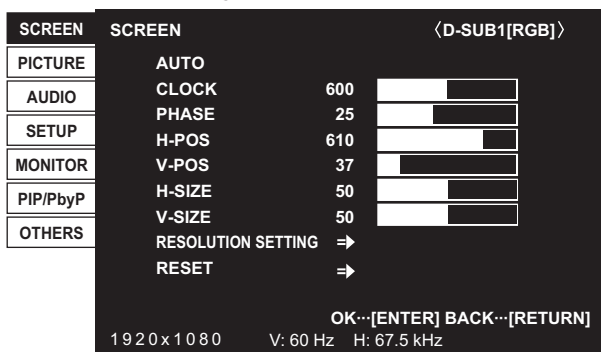 SCREEN
PICTURE
AUDIO
SETUP
MONITOR
PIP/PbyP
OTHERS
SCREEN 〈D-SUB1[RGB]〉
AUTO
CLOCK 600
PHASE 25
H-POS 610
V-POS 37
H-SIZE 50
V-SIZE 50
RESOLUTION SETTING ⇒
RESET ⇒
OK···[ENTER] BACK···[RETURN]
1920x1080 V: 60 Hz H: 67.5 kHz